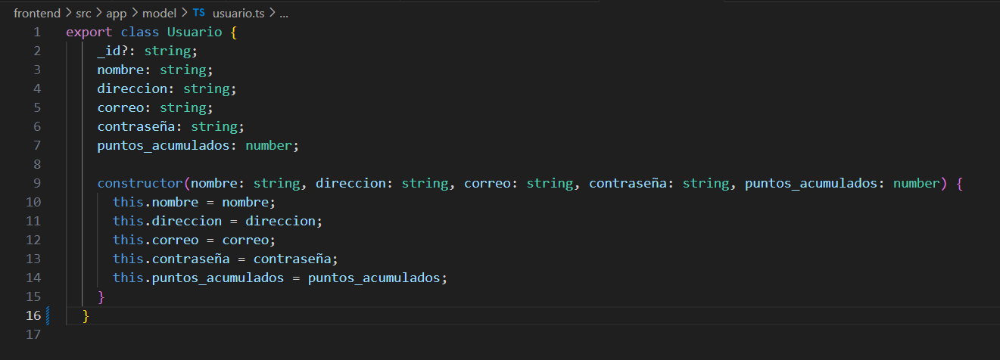 frontend > src > app > model > TS usuario.ts > ...
1 export class Usuario {
2 _id?: string;
3 nombre: string;
4 direccion: string;
5 correo: string;
6 contraseña: string;
7 puntos_acumulados: number;
8
9 constructor(nombre: string, direccion: string, correo: string, contraseña: string, puntos_acumulados: number) {
10 this.nombre = nombre;
11 this.direccion = direccion;
12 this.correo = correo;
13 this.contraseña = contraseña;
14 this.puntos_acumulados = puntos_acumulados;
15 }
16 }
17